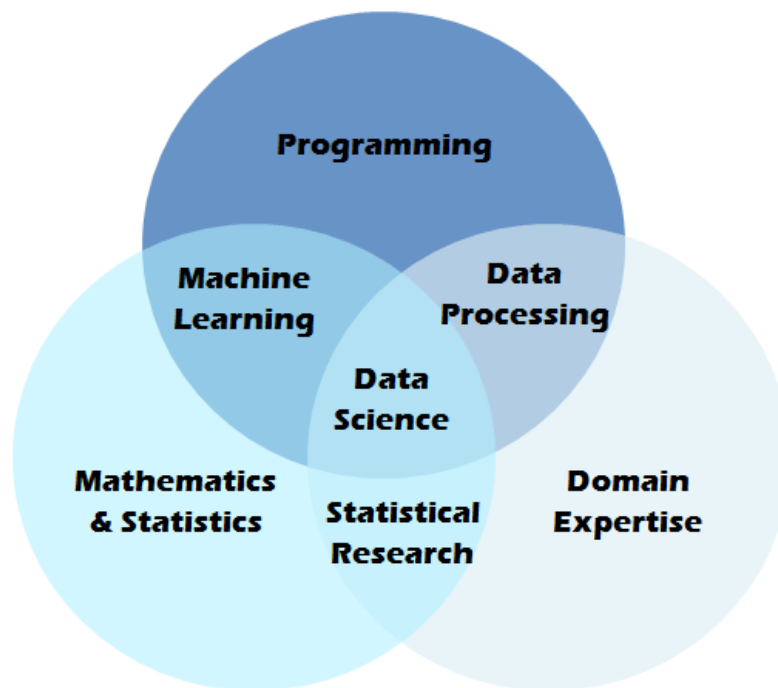 Programming
Machine
Learning
Data
Processing
Data
Science
Mathematics
& Statistics
Statistical
Research
Domain
Expertise